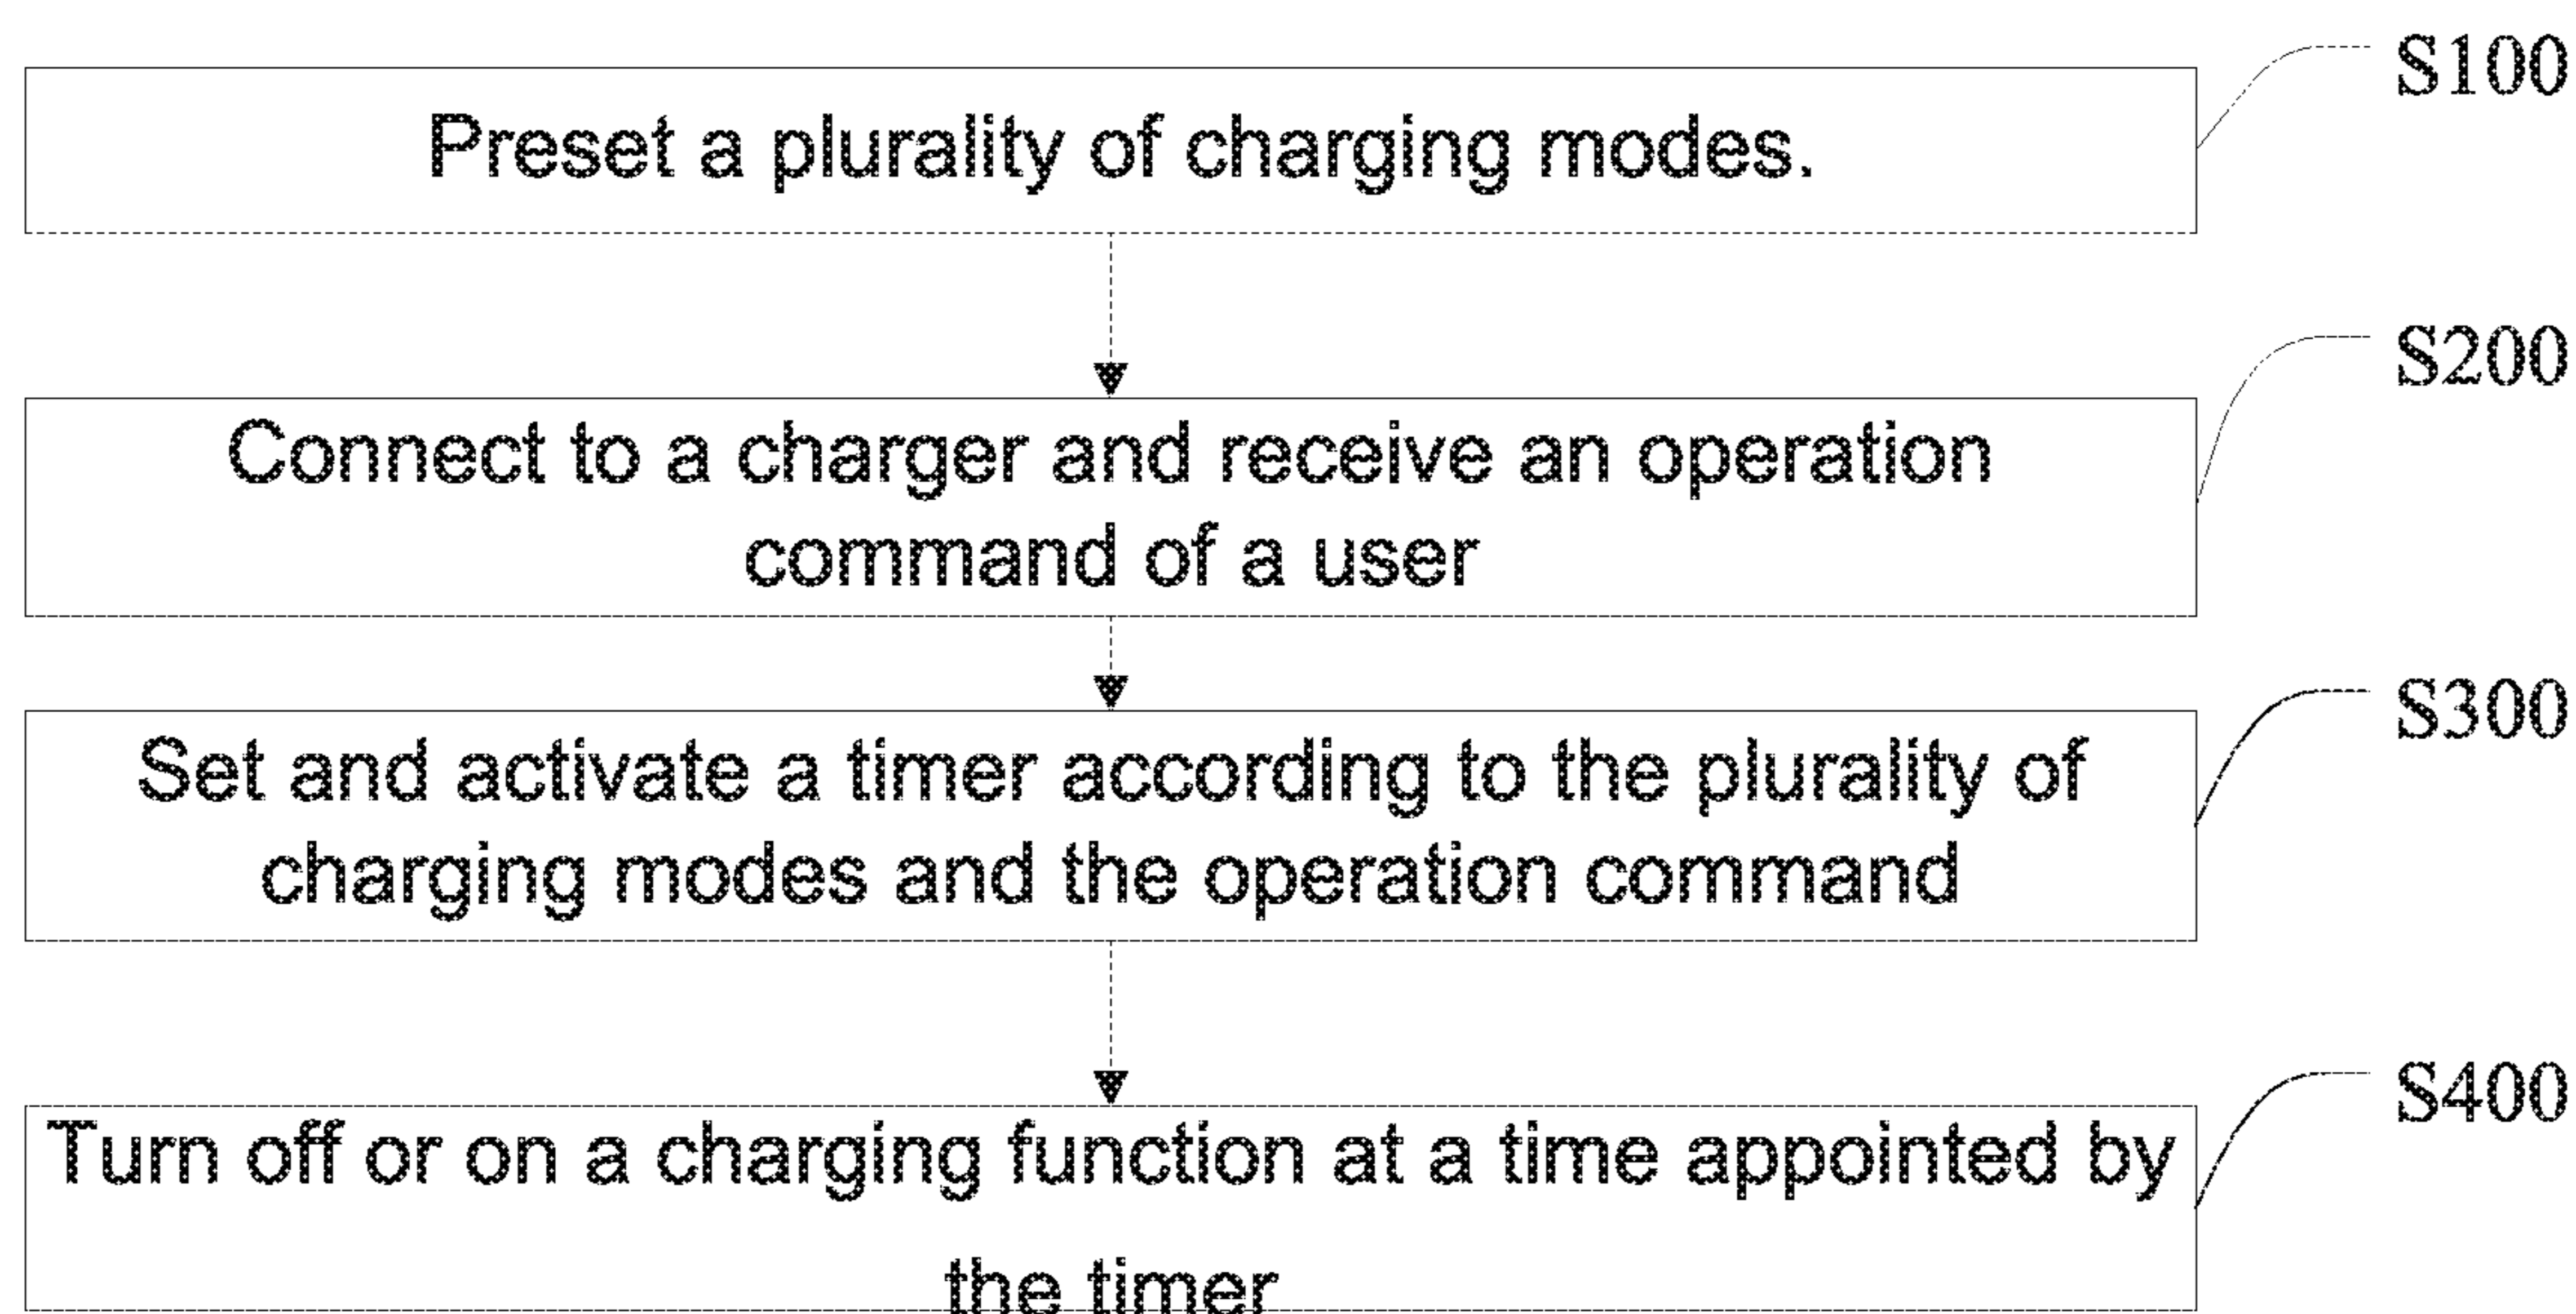 S100
Preset a plurality of charging modes.
S200
Connect to a charger and receive an operation
command of a user
S300
Set and activate a timer according to the plurality of
charging modes and the operation command
S400
Turn off or on a charging function at a time appointed by
the timer